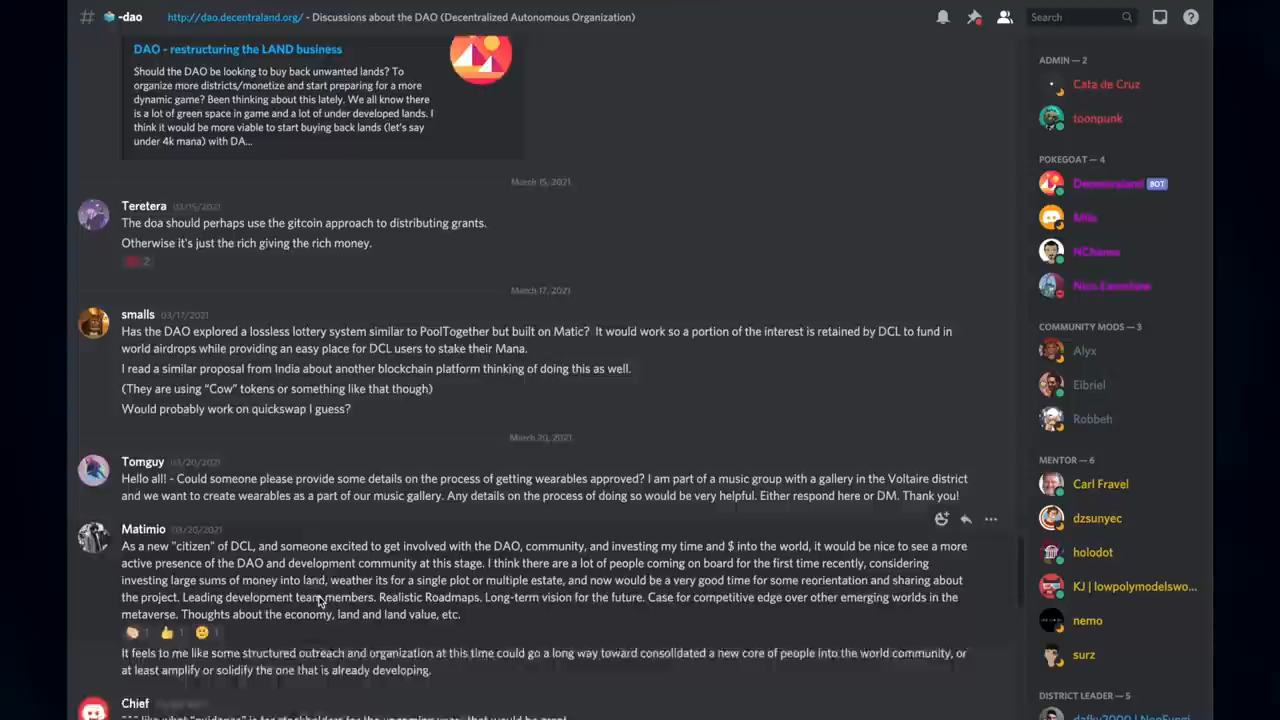 -dao
http://dao.decentraland.org/ - Discussions about the DAO (Decentralized Autonomous Organization)
Search
DAO - restructuring the LAND business
Should the DAO be looking to buy back unwanted lands? To
organize more districts/monetize and start preparing for a more
dynamic game? Been thinking about this lately. We all know there
is a lot of green space in game and a lot of under developed lands. I
think it would be more viable to start buying back lands (let's say
under 4k mana) with DA...
March 15, 2021
Teretera 03/15/2021
The doa should perhaps use the gitcoin approach to distributing grants.
Otherwise it's just the rich giving the rich money.
2
March 17, 2021
smalls 03/17/2021
Has the DAO explored a lossless lottery system similar to PoolTogether but built on Matic? It would work so a portion of the interest is retained by DCL to fund in
world airdrops while providing an easy place for DCL users to stake their Mana.
I read a similar proposal from India about another blockchain platform thinking of doing this as well.
(They are using "Cow" tokens or something like that though)
Would probably work on quickswap I guess?
March 20, 2021
Tomguy 03/20/2021
Hello all! - Could someone please provide some details on the process of getting wearables approved? I am part of a music group with a gallery in the Voltaire district
and we want to create wearables as a part of our music gallery. Any details on the process of doing so would be very helpful. Either respond here or DM. Thank you!
Matimio 03/20/2021
As a new "citizen" of DCL, and someone excited to get involved with the DAO, community, and investing my time and $ into the world, it would be nice to see a more
active presence of the DAO and development community at this stage. I think there are a lot of people coming on board for the first time recently, considering
investing large sums of money into land, weather its for a single plot or multiple estate, and now would be a very good time for some reorientation and sharing about
the project. Leading development team members. Realistic Roadmaps. Long-term vision for the future. Case for competitive edge over other emerging worlds in the
metaverse. Thoughts about the economy, land and land value, etc.
1 1 1
It feels to me like some structured outreach and organization at this time could go a long way toward consolidated a new core of people into the world community, or
at least amplify or solidify the one that is already developing.
Chief
ADMIN — 2
Cata de Cruz
toonpunk
POKEGOAT — 4
Decentraland BOT
NChanna
COMMUNITY MODS — 3
Alyx
Eibriel
Robbeh
MENTOR — 6
Carl Fravel
dzsunyec
holodot
KJ | lowpolymodelswo...
nemo
surz
DISTRICT LEADER — 5